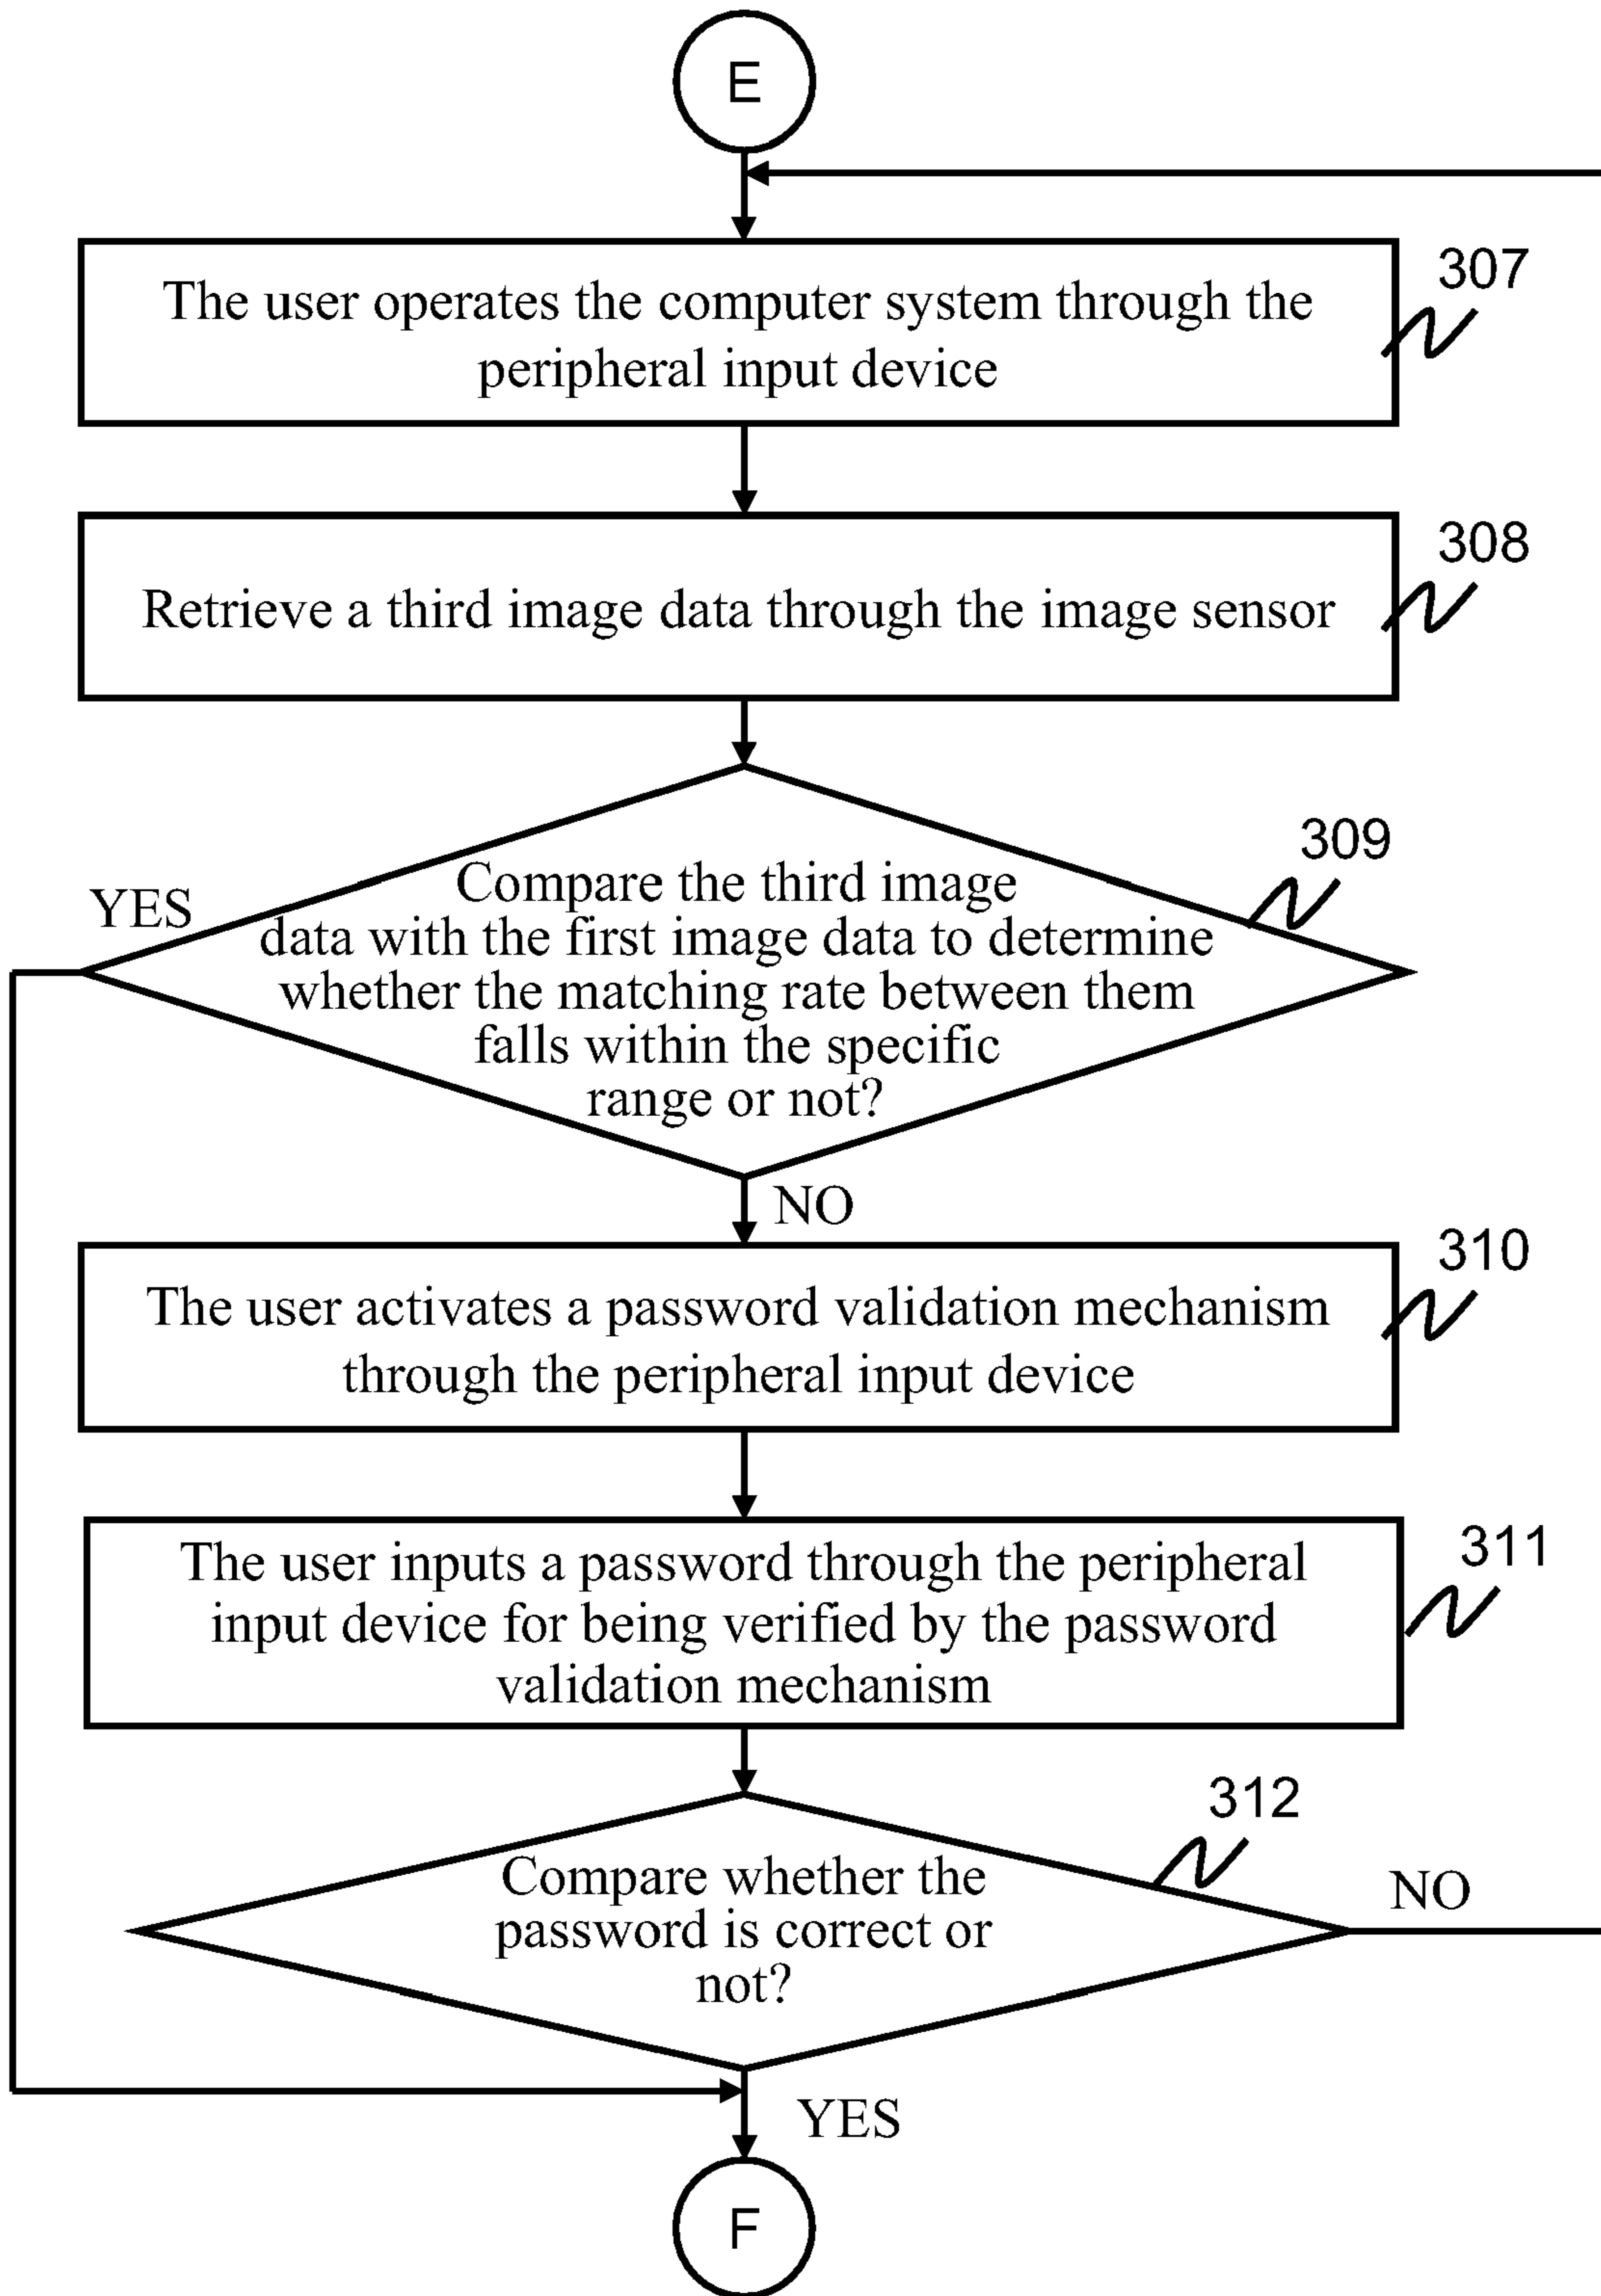 E
307
The user operates the computer system through the
peripheral input device
308
Retrieve a third image data through the image sensor
309
YES
Compare the third image
data with the first image data to determine
whether the matching rate between them
falls within the specific
range or not?
NO
310
The user activates a password validation mechanism
through the peripheral input device
311
The user inputs a password through the peripheral
input device for being verified by the password
validation mechanism
312
Compare whether the
password is correct or
not?
NO
YES
F